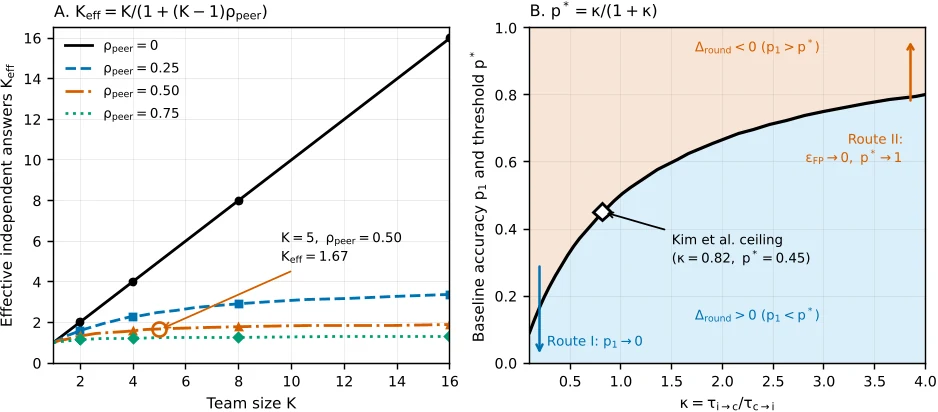 A. K_eff = K/(1 + (K − 1)ρ_peer)
Effective independent answers K_eff
16
14
12
10
8
6
4
2
0
ρ_peer = 0
ρ_peer = 0.25
ρ_peer = 0.50
ρ_peer = 0.75
K = 5, ρ_peer = 0.50
K_eff = 1.67
2 4 6 8 10 12 14 16
Team size K
B. p* = κ/(1 + κ)
Baseline accuracy p₁ and threshold p*
1.0
0.8
0.6
0.4
0.2
0.0
Δ_round < 0 (p₁ > p*)
Route II:
ε_FP → 0, p* → 1
Kim et al. ceiling
(κ = 0.82, p* = 0.45)
Δ_round > 0 (p₁ < p*)
Route I: p₁ → 0
0.5 1.0 1.5 2.0 2.5 3.0 3.5 4.0
κ = τ_i→c/τ_c→i